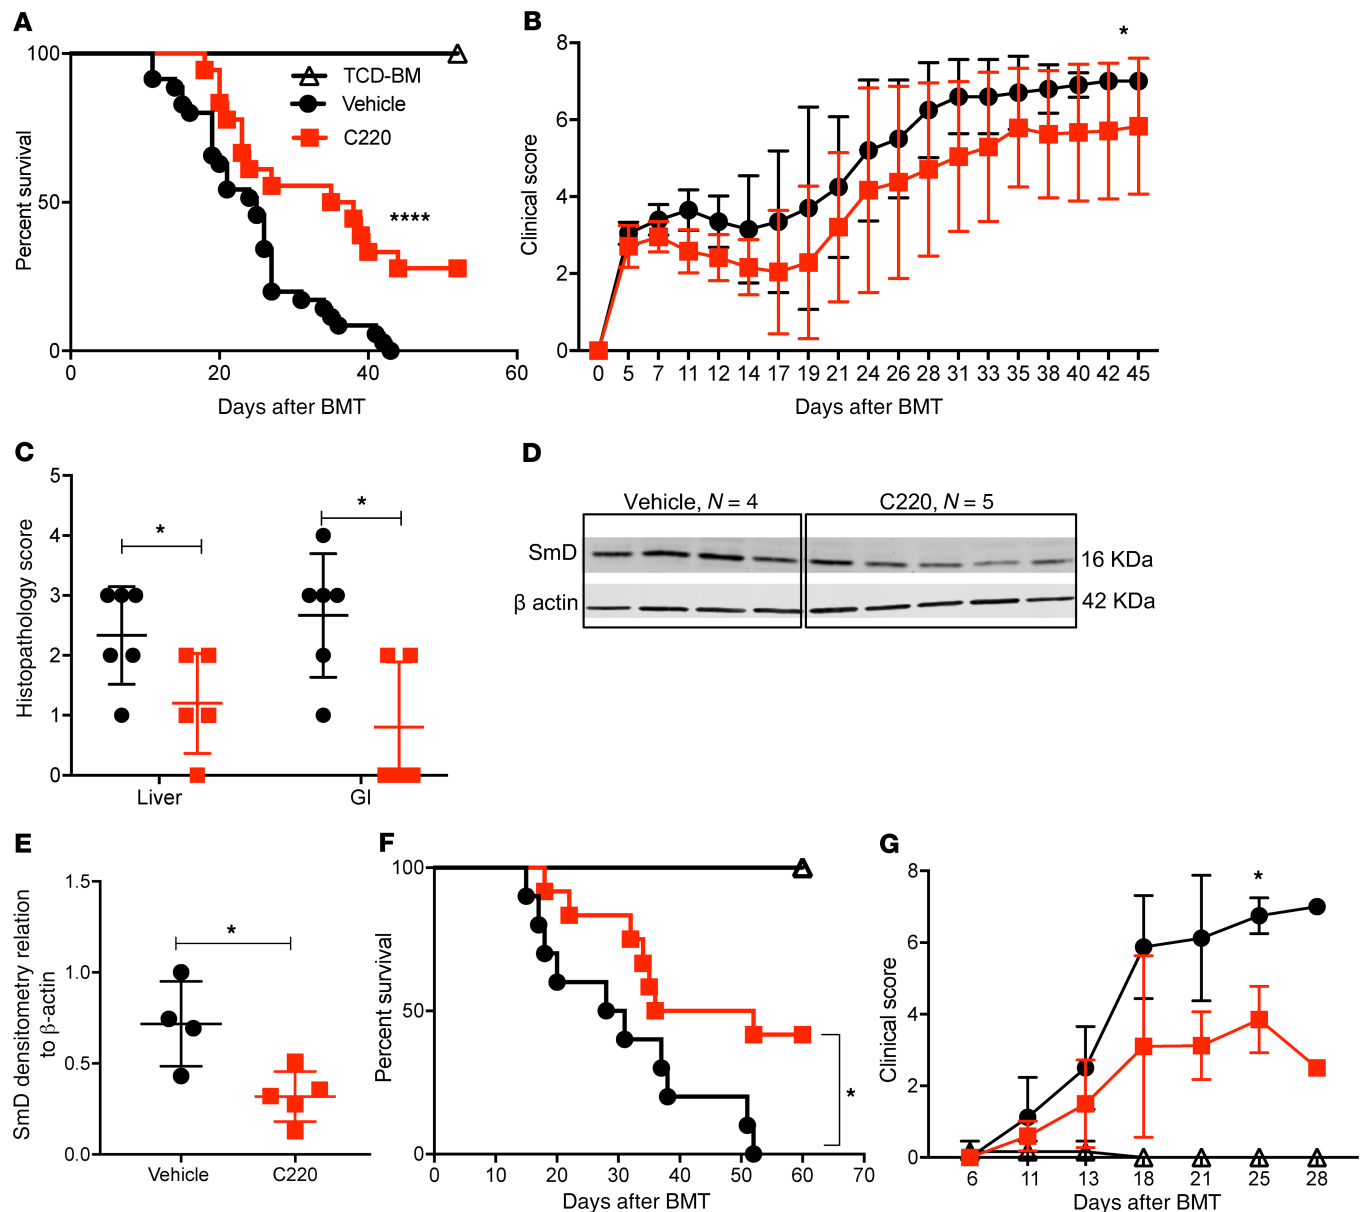 A
100
50
0
0
20
40
60
Percent survival
Days after BMT
TCD-BM
Vehicle
C220
****
B
8
6
4
2
0
Clinical score
0 5 7 11 12 14 17 19 21 24 26 28 31 33 35 38 40 42 45
Days after BMT
*
C
5
4
3
2
1
0
Histopathology score
*
*
Liver
GI
D
Vehicle, N = 4
C220, N = 5
SmD
16 KDa
β actin
42 KDa
E
1.5
1.0
0.5
0.0
SmD densitometry relation
to β-actin
*
Vehicle
C220
F
100
50
0
Percent survival
0 10 20 30 40 50 60 70
Days after BMT
*
G
8
6
4
2
0
Clinical score
*
6 11 13 18 21 25 28
Days after BMT